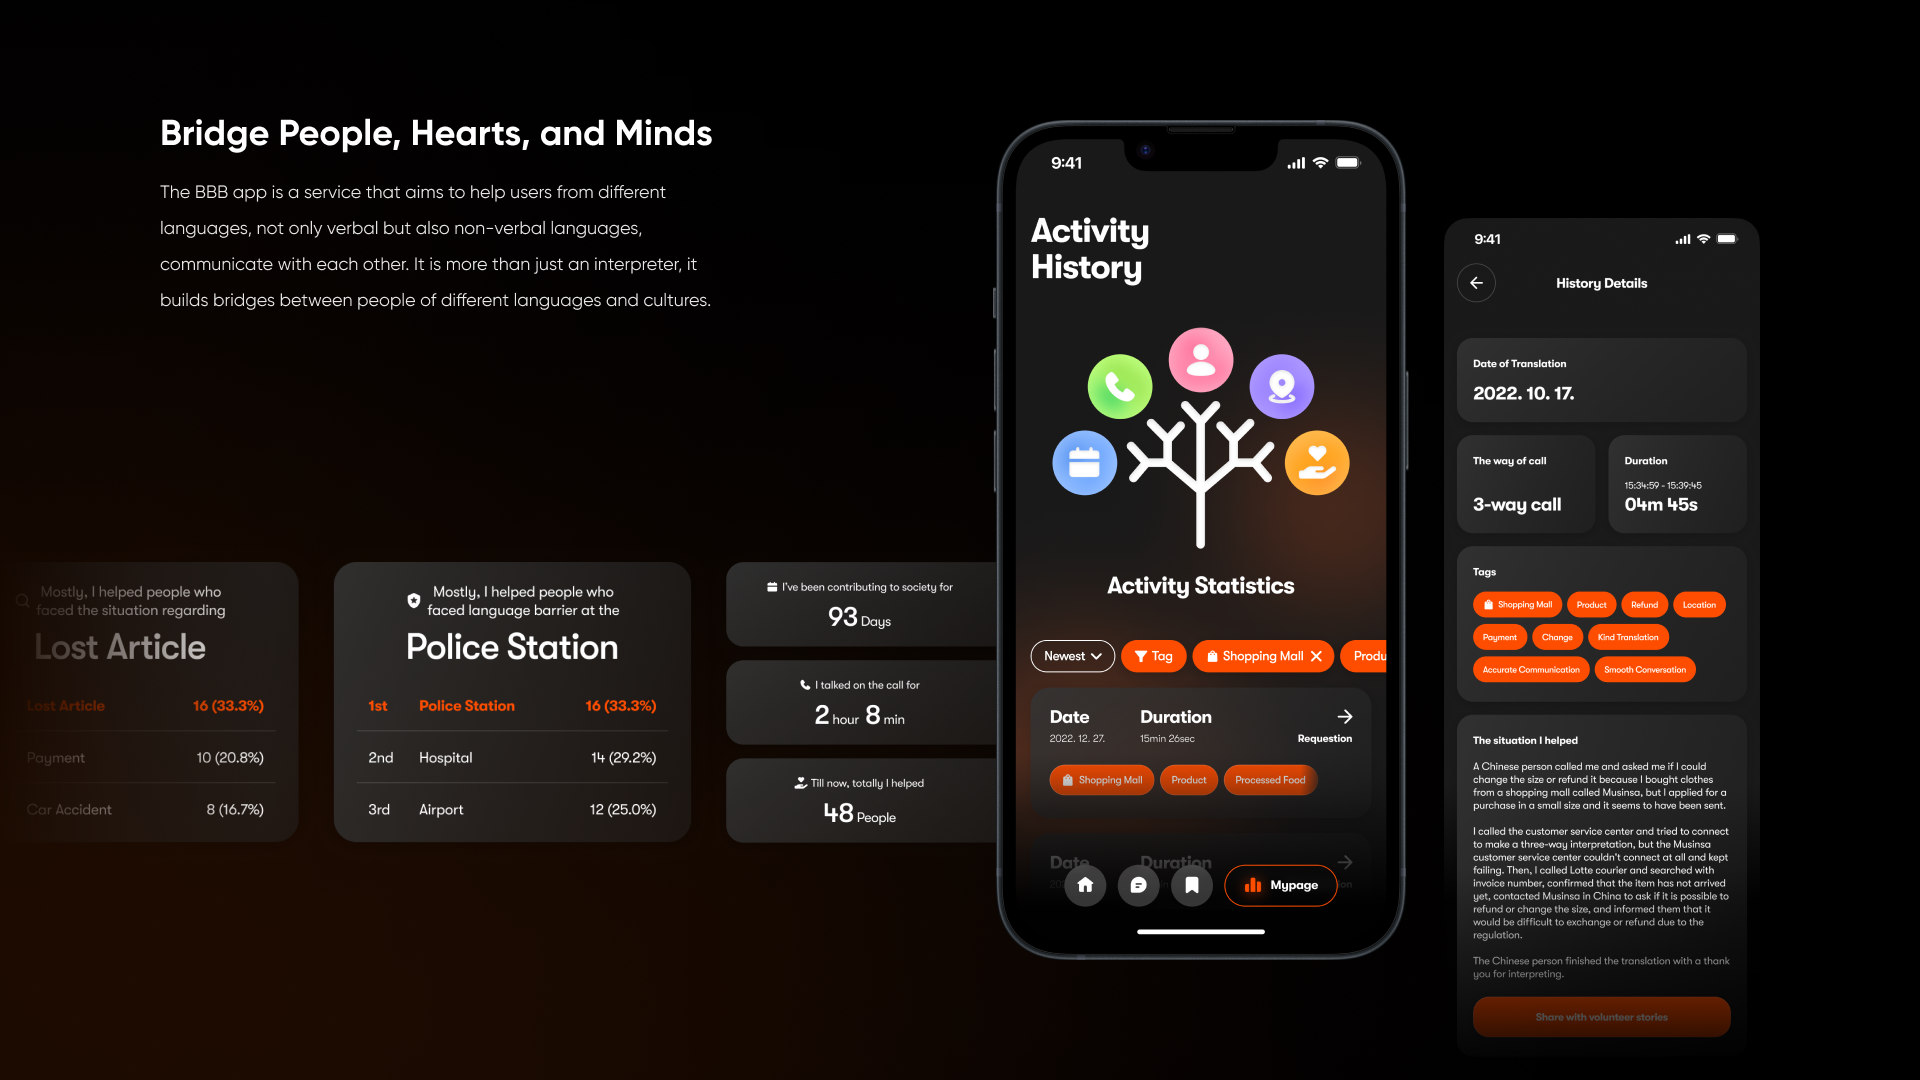 Bridge People, Hearts, and Minds
The BBB app is a service that aims to help users from different
languages, not only verbal but also non-verbal languages,
communicate with each other. It is more than just an interpreter, it
builds bridges between people of different languages and cultures.
Mostly, I helped people who
faced the situation regarding
Lost Article
Lost Article 16 (33.3%)
Payment 10 (20.8%)
Car Accident 8 (16.7%)
Mostly, I helped people who
faced language barrier at the
Police Station
1st Police Station 16 (33.3%)
2nd Hospital 14 (29.2%)
3rd Airport 12 (25.0%)
I've been contributing to society for
93 Days
I talked on the call for
2 hour 8 min
Till now, totally I helped
48 People
9:41
Activity
History
Activity Statistics
Newest Tag Shopping Mall Produ
Date Duration
2022. 12. 27. 15min 26sec Requestion
Shopping Mall Product Processed Food
Date Duration
Mypage
9:41
History Details
Date of Translation
2022. 10. 17.
The way of call
3-way call
Duration
15:34:59 - 15:39:45
04m 45s
Tags
Shopping Mall Product Refund Location
Payment Change Kind Translation
Accurate Communication Smooth Conversation
The situation I helped
A Chinese person called me and asked me if I could
change the size or refund it because I bought clothes
from a shopping mall called Musinsa, but I applied for a
purchase in a small size and it seems to have been sent.
I called the customer service center and tried to connect
to make a three-way interpretation, but the Musinsa
customer service center couldn't connect at all and kept
failing. Then, I called Lotte courier and searched with
invoice number, confirmed that the item has not arrived
yet, contacted Musinsa in China to ask if it is possible to
refund or change the size, and informed them that it
would be difficult to exchange or refund due to the
regulation.
The Chinese person finished the translation with a thank
you for interpreting.
Share with volunteer stories